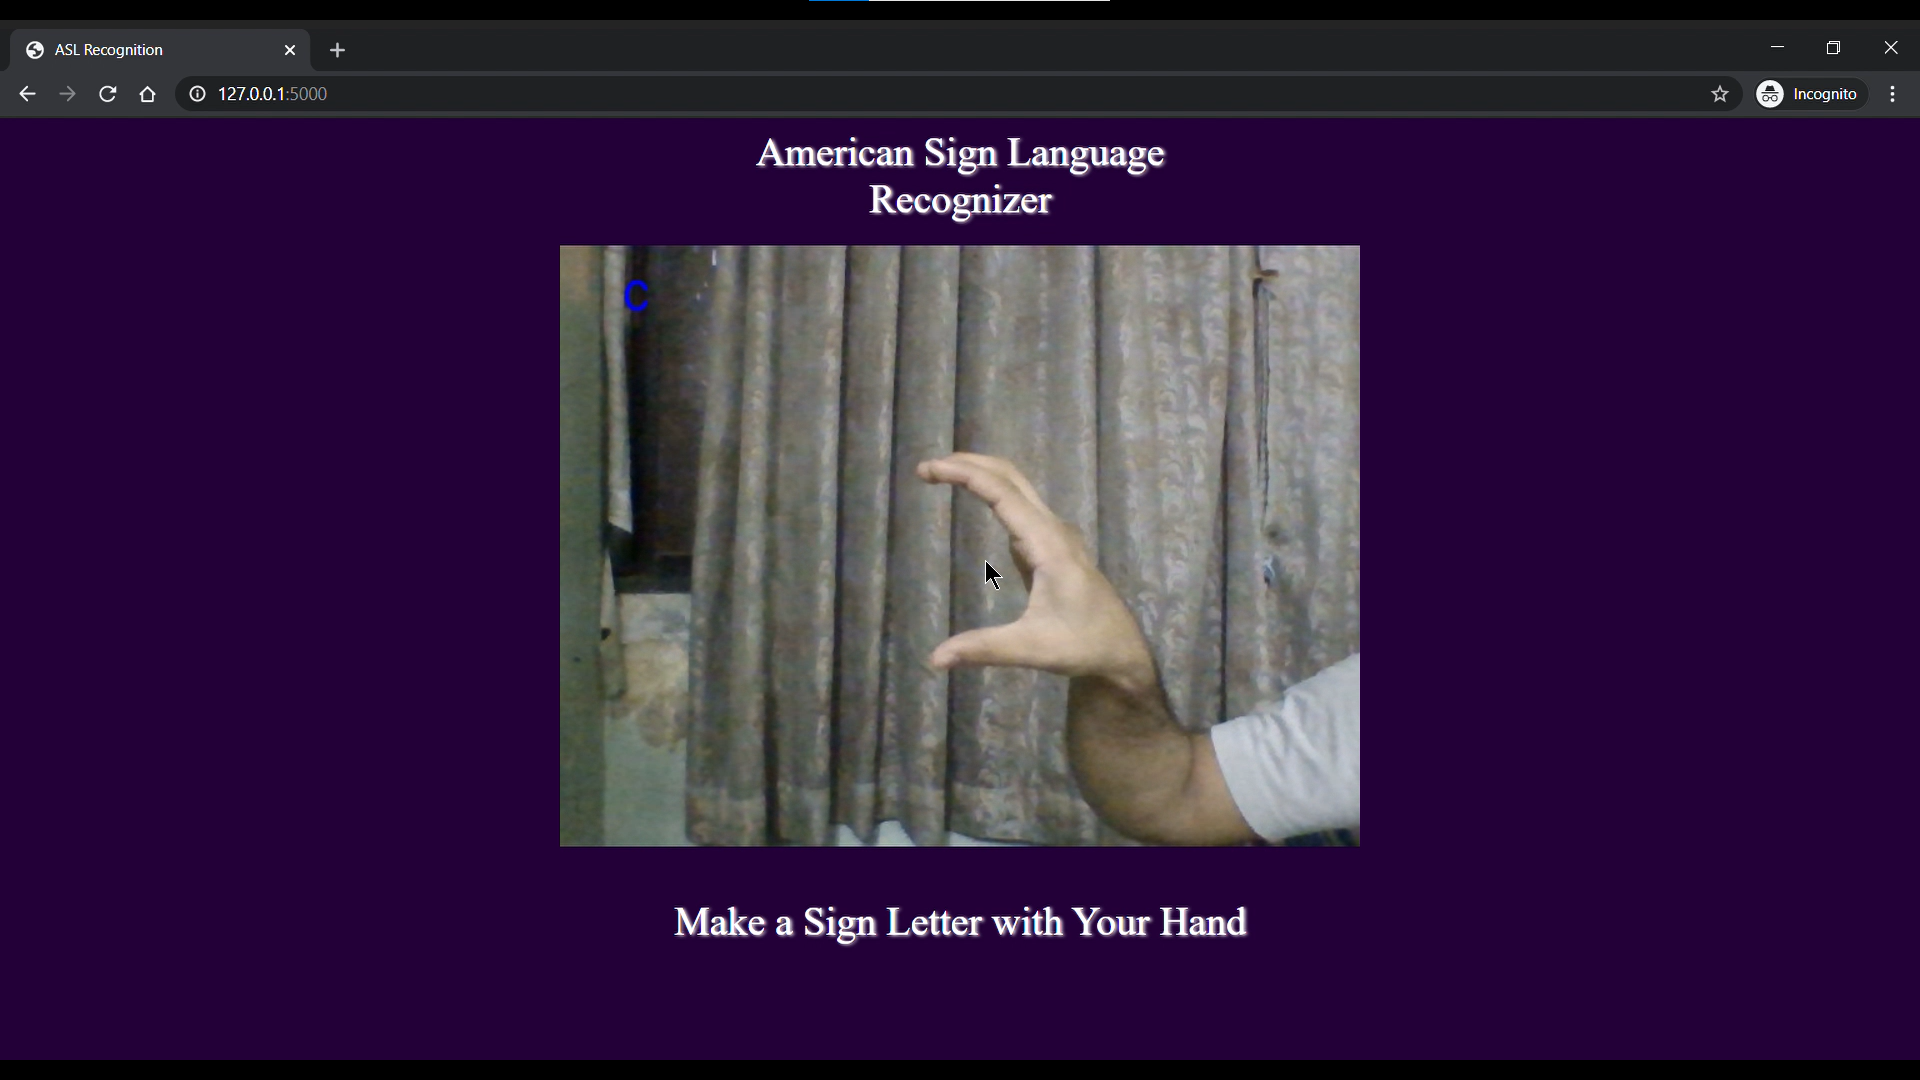 ASL Recognition
127.0.0.1:5000
Incognito
American Sign Language
Recognizer
C
Make a Sign Letter with Your Hand